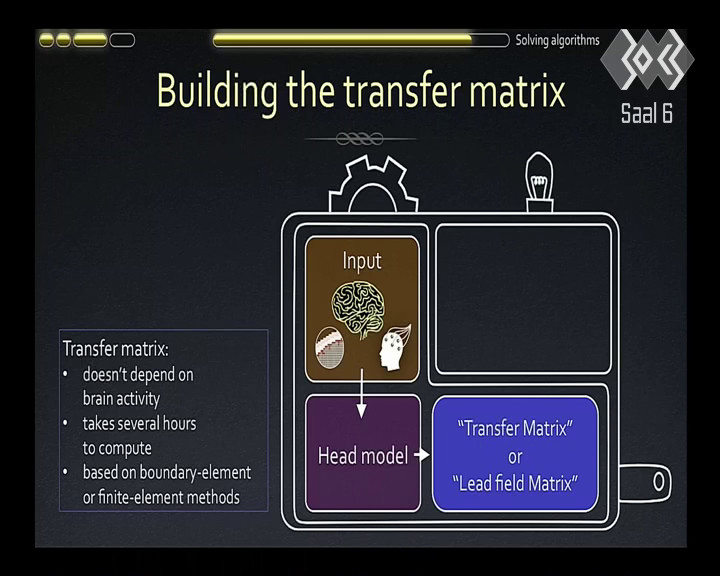 Solving algorithms
Saal 6
Building the transfer matrix
Input
Transfer matrix:
• doesn't depend on
brain activity
• takes several hours
to compute
• based on boundary-element
or finite-element methods
Head model
“Transfer Matrix”
or
“Lead field Matrix”